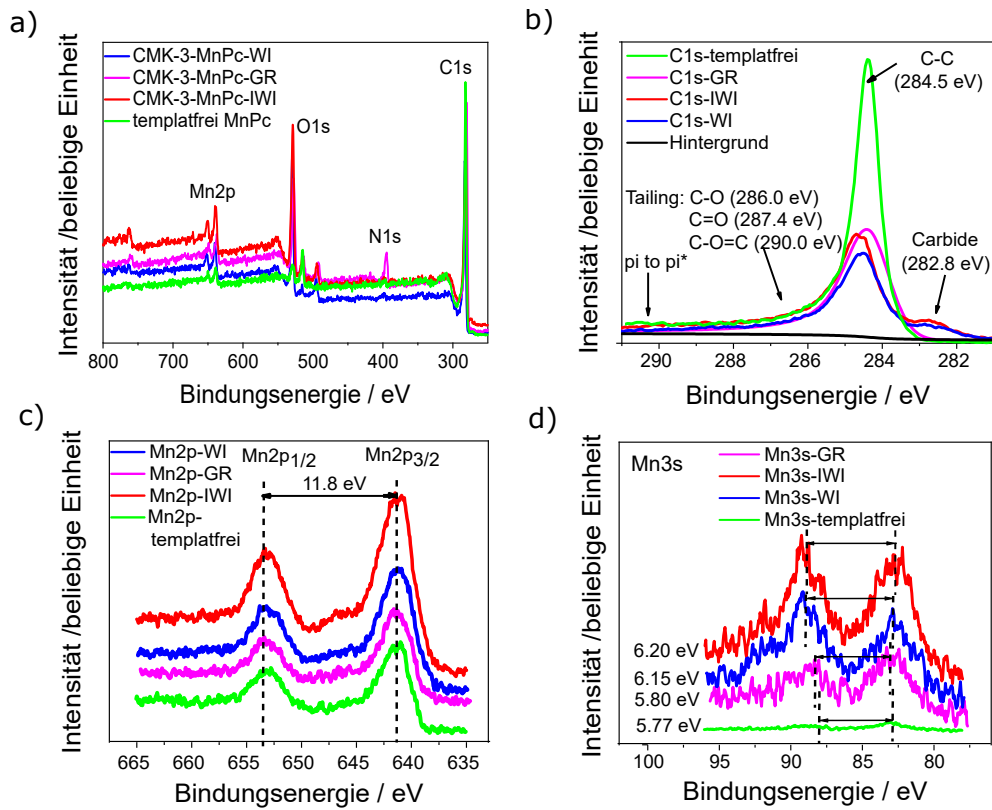 a)
Intensität /beliebige Einheit
CMK-3-MnPc-WI
CMK-3-MnPc-GR
CMK-3-MnPc-IWI
templatfrei MnPc
C1s
O1s
Mn2p
N1s
800 700 600 500 400 300
Bindungsenergie / eV
b)
Intensität /beliebige Einehit
C1s-templatfrei
C1s-GR
C1s-IWI
C1s-WI
Hintergrund
C-C
(284.5 eV)
Tailing: C-O (286.0 eV)
C=O (287.4 eV)
C-O=C (290.0 eV)
pi to pi*
Carbide
(282.8 eV)
290 288 286 284 282
Bindungsenergie / eV
c)
Intensität /beliebige Einheit
Mn2p-WI
Mn2p-GR
Mn2p-IWI
Mn2p-
templatfrei
Mn2p1/2
Mn2p3/2
11.8 eV
665 660 655 650 645 640 635
Bindungsenergie / eV
d)
Intensität /beliebige Einheit
Mn3s
Mn3s-GR
Mn3s-IWI
Mn3s-WI
Mn3s-templatfrei
6.20 eV
6.15 eV
5.80 eV
5.77 eV
100 95 90 85 80
Bindungsenergie / eV